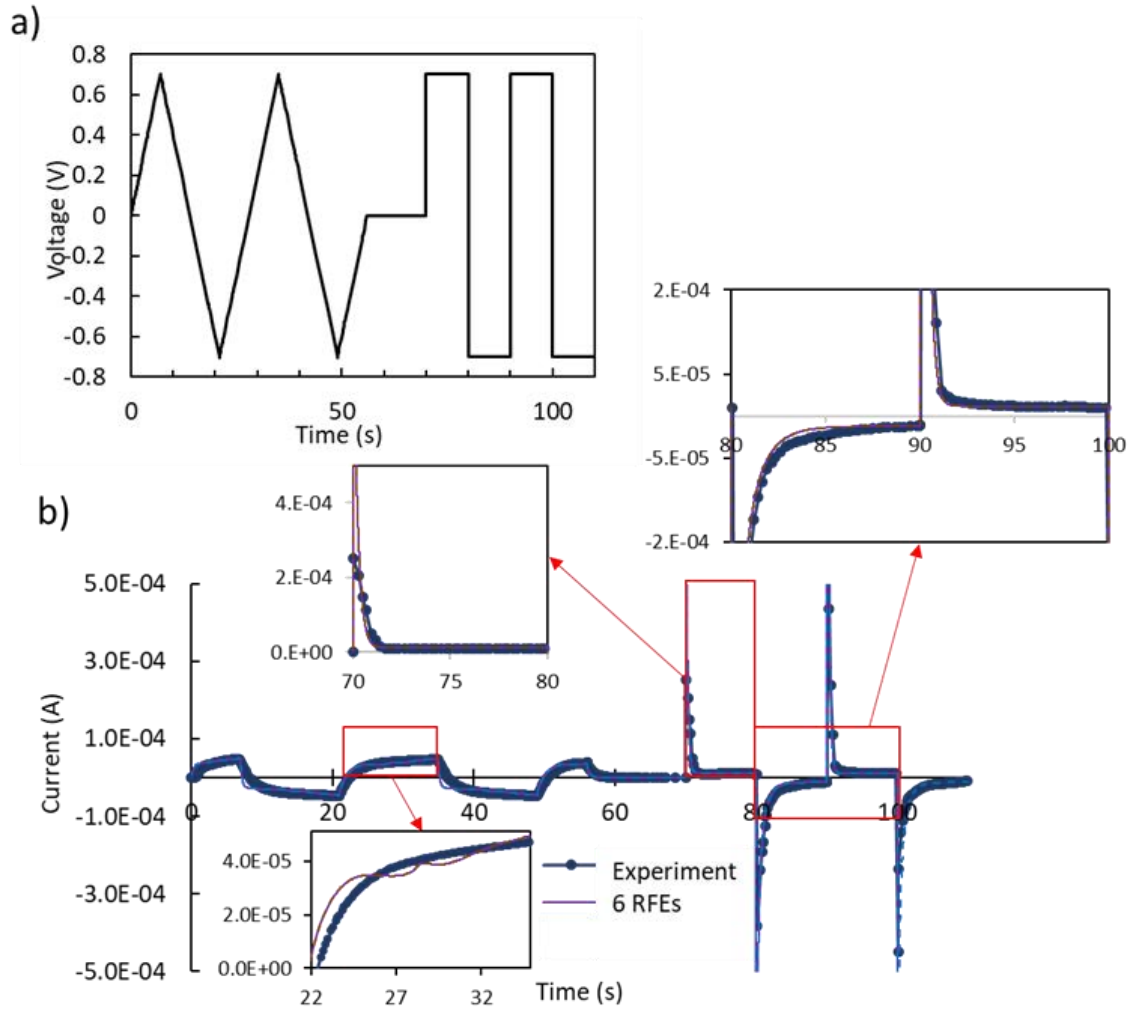 a)
0.8
0.6
0.4
0.2
0
-0.2
-0.4
-0.6
-0.8
Voltage (V)
0 50 100
Time (s)
2.E-04
5.E-05
-5.E-05
-2.E-04
80 85 90 95 100
b)
4.E-04
2.E-04
0.E+00
70 75 80
5.0E-04
3.0E-04
1.0E-04
-1.0E-04
-3.0E-04
-5.0E-04
Current (A)
0 20 40 60 80 100
4.0E-05
2.0E-05
0.0E+00
22 27 32
Time (s)
Experiment
6 RFEs